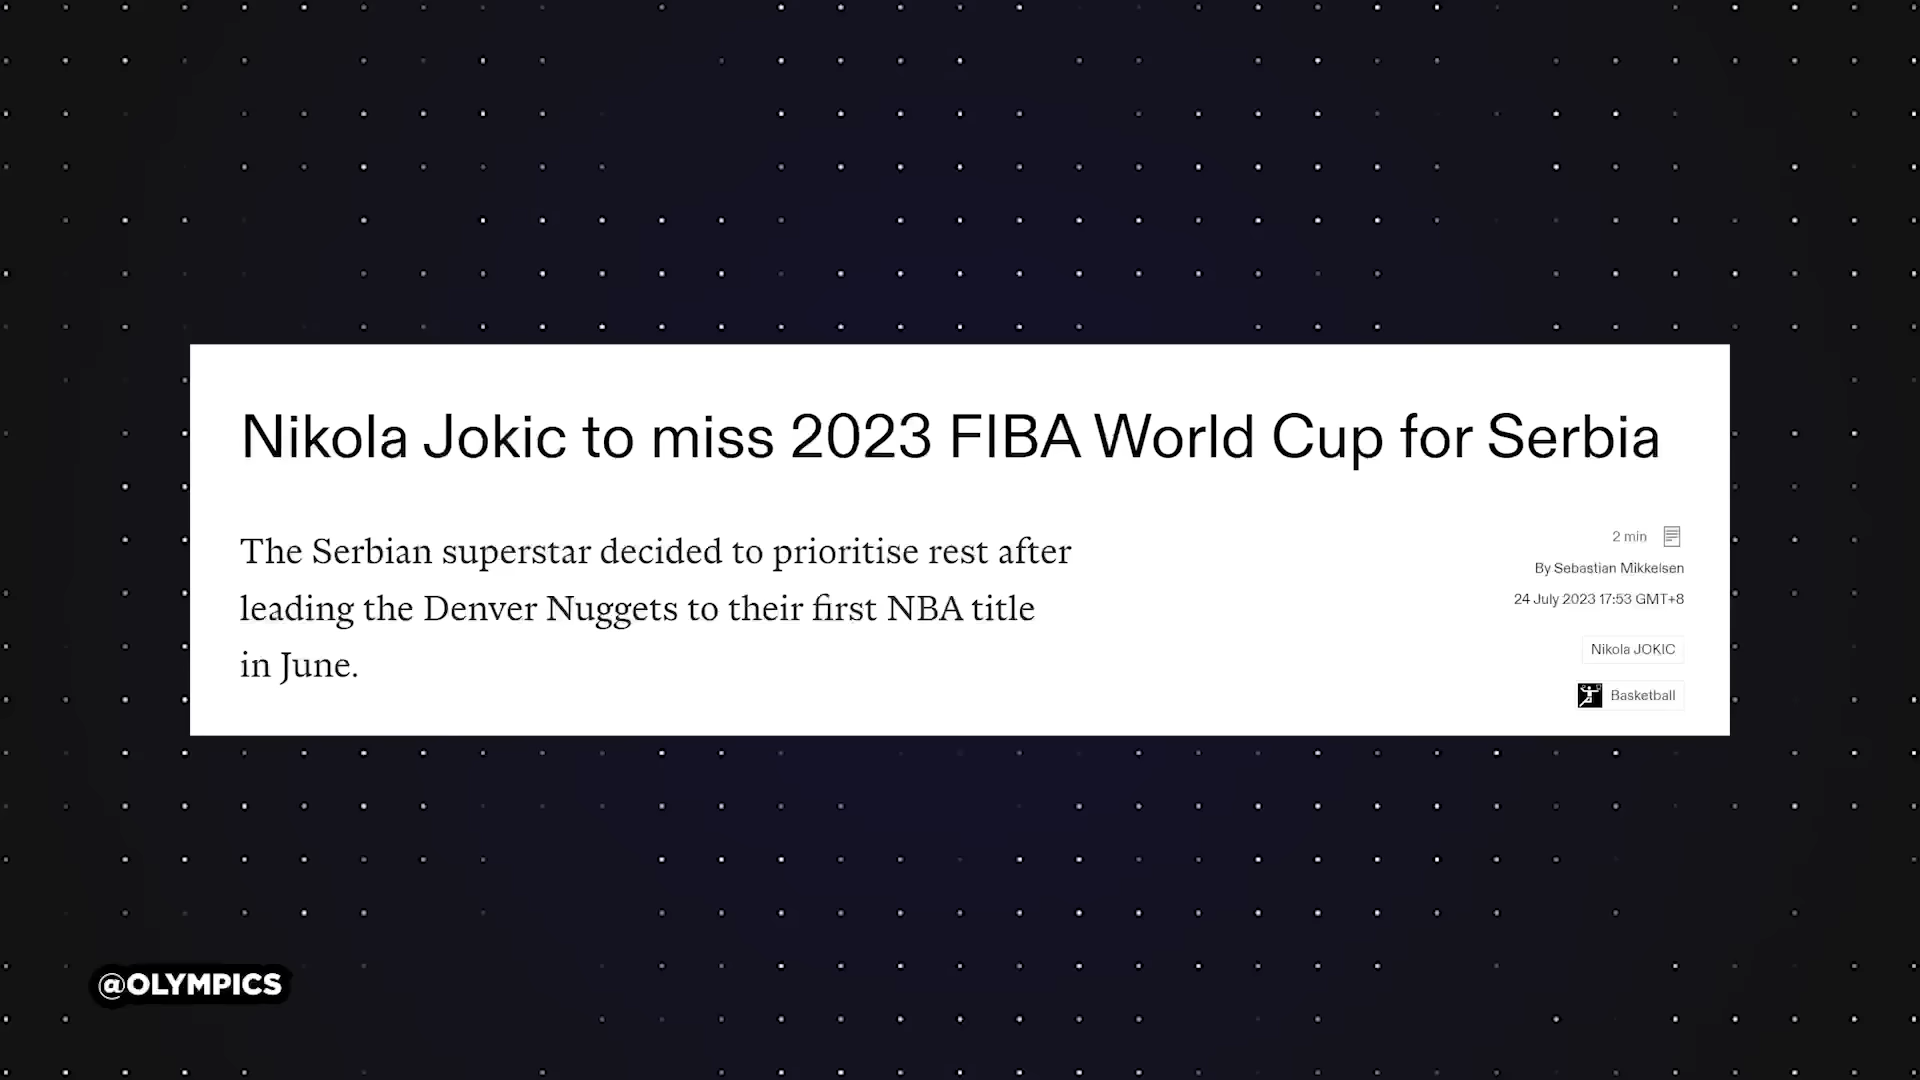 Nikola Jokic to miss 2023 FIBA World Cup for Serbia
The Serbian superstar decided to prioritise rest after
leading the Denver Nuggets to their first NBA title
in June.
2 min
By Sebastian Mikkelsen
24 July 2023 17:53 GMT+8
Nikola JOKIC
Basketball
@OLYMPICS